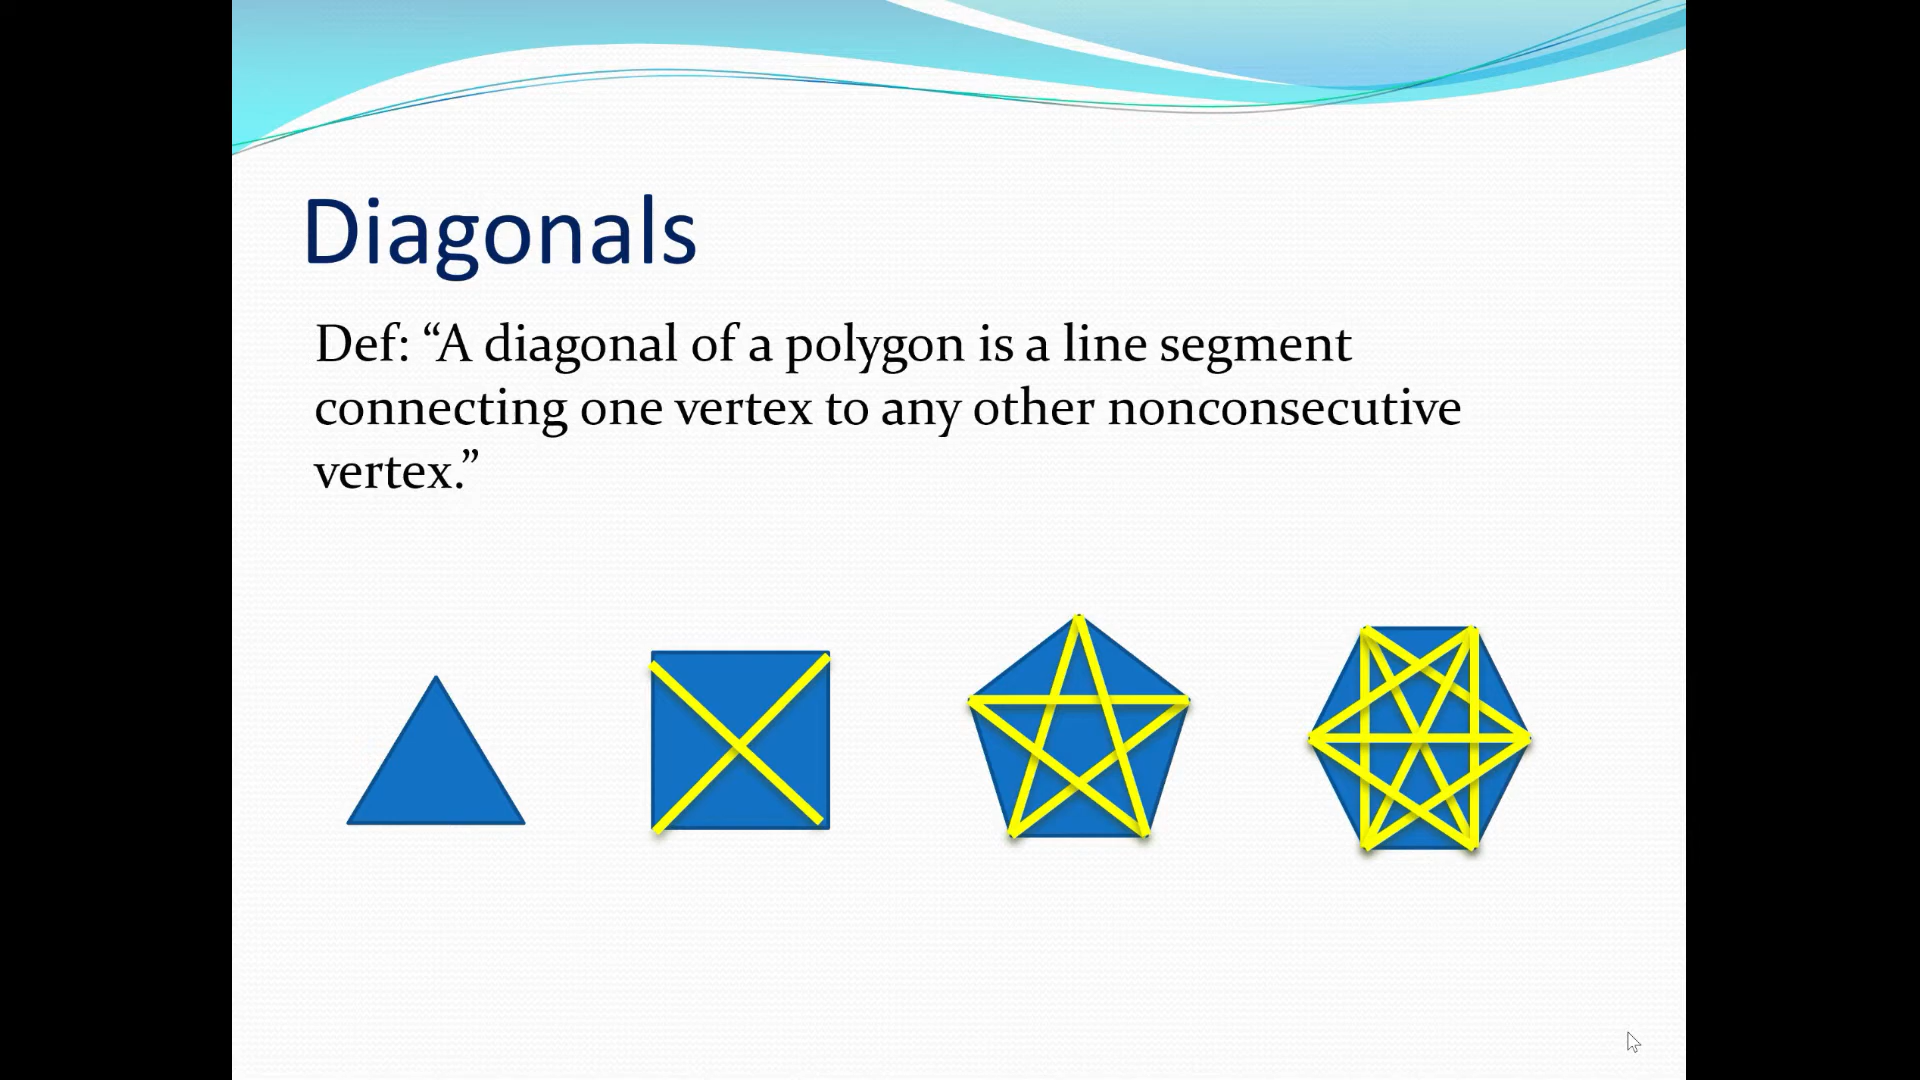 Diagonals
Def: “A diagonal of a polygon is a line segment
connecting one vertex to any other nonconsecutive
vertex.”